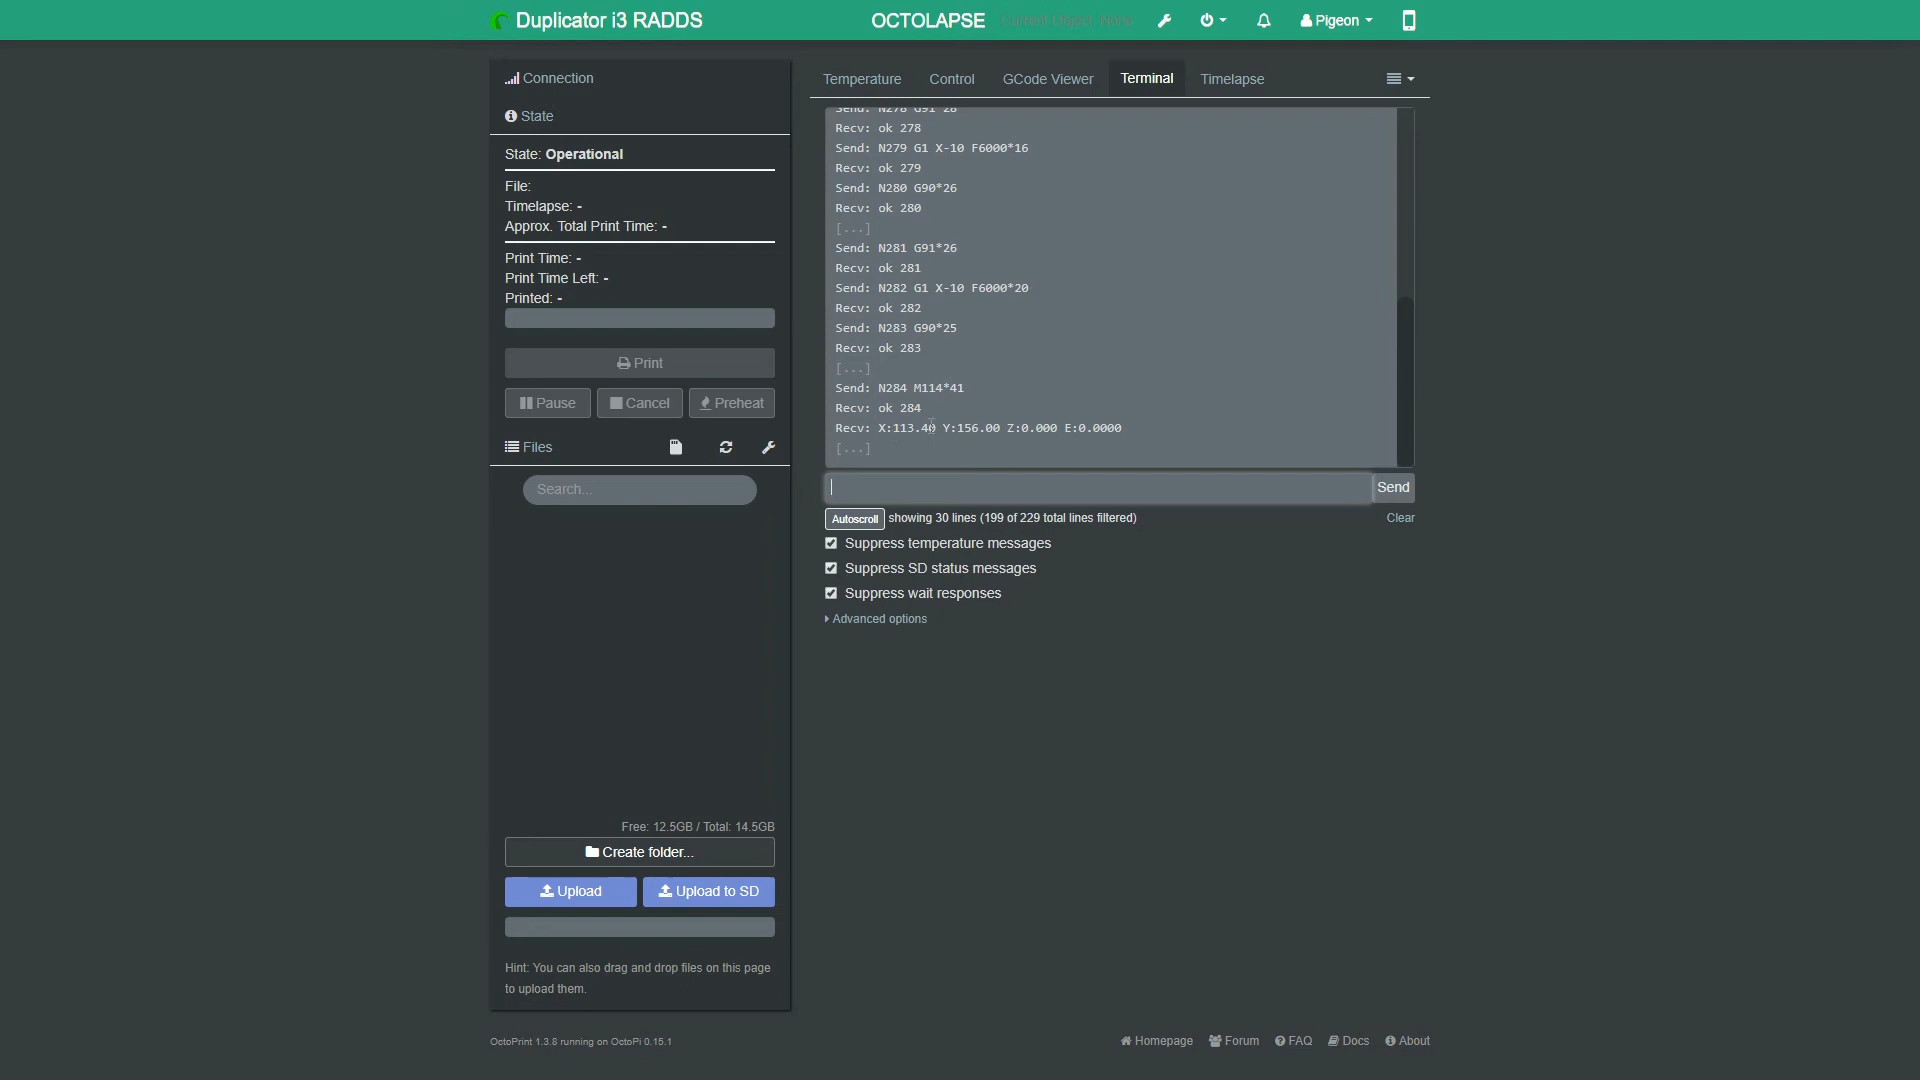 Duplicator i3 RADDS
OCTOLAPSE
Current Object: None
Pigeon
Connection
State
State: Operational
File:
Timelapse: -
Approx. Total Print Time: -
Print Time: -
Print Time Left: -
Printed: -
Print
Pause
Cancel
Preheat
Files
Search...
Free: 12.5GB / Total: 14.5GB
Create folder...
Upload
Upload to SD
Hint: You can also drag and drop files on this page
to upload them.
Temperature
Control
GCode Viewer
Terminal
Timelapse
Send: N278 G91*28
Recv: ok 278
Send: N279 G1 X-10 F6000*16
Recv: ok 279
Send: N280 G90*26
Recv: ok 280
[...]
Send: N281 G91*26
Recv: ok 281
Send: N282 G1 X-10 F6000*20
Recv: ok 282
Send: N283 G90*25
Recv: ok 283
[...]
Send: N284 M114*41
Recv: ok 284
Recv: X:113.40 Y:156.00 Z:0.000 E:0.0000
[...]
Send
Autoscroll showing 30 lines (199 of 229 total lines filtered)
Clear
Suppress temperature messages
Suppress SD status messages
Suppress wait responses
Advanced options
OctoPrint 1.3.8 running on OctoPi 0.15.1
Homepage
Forum
FAQ
Docs
About